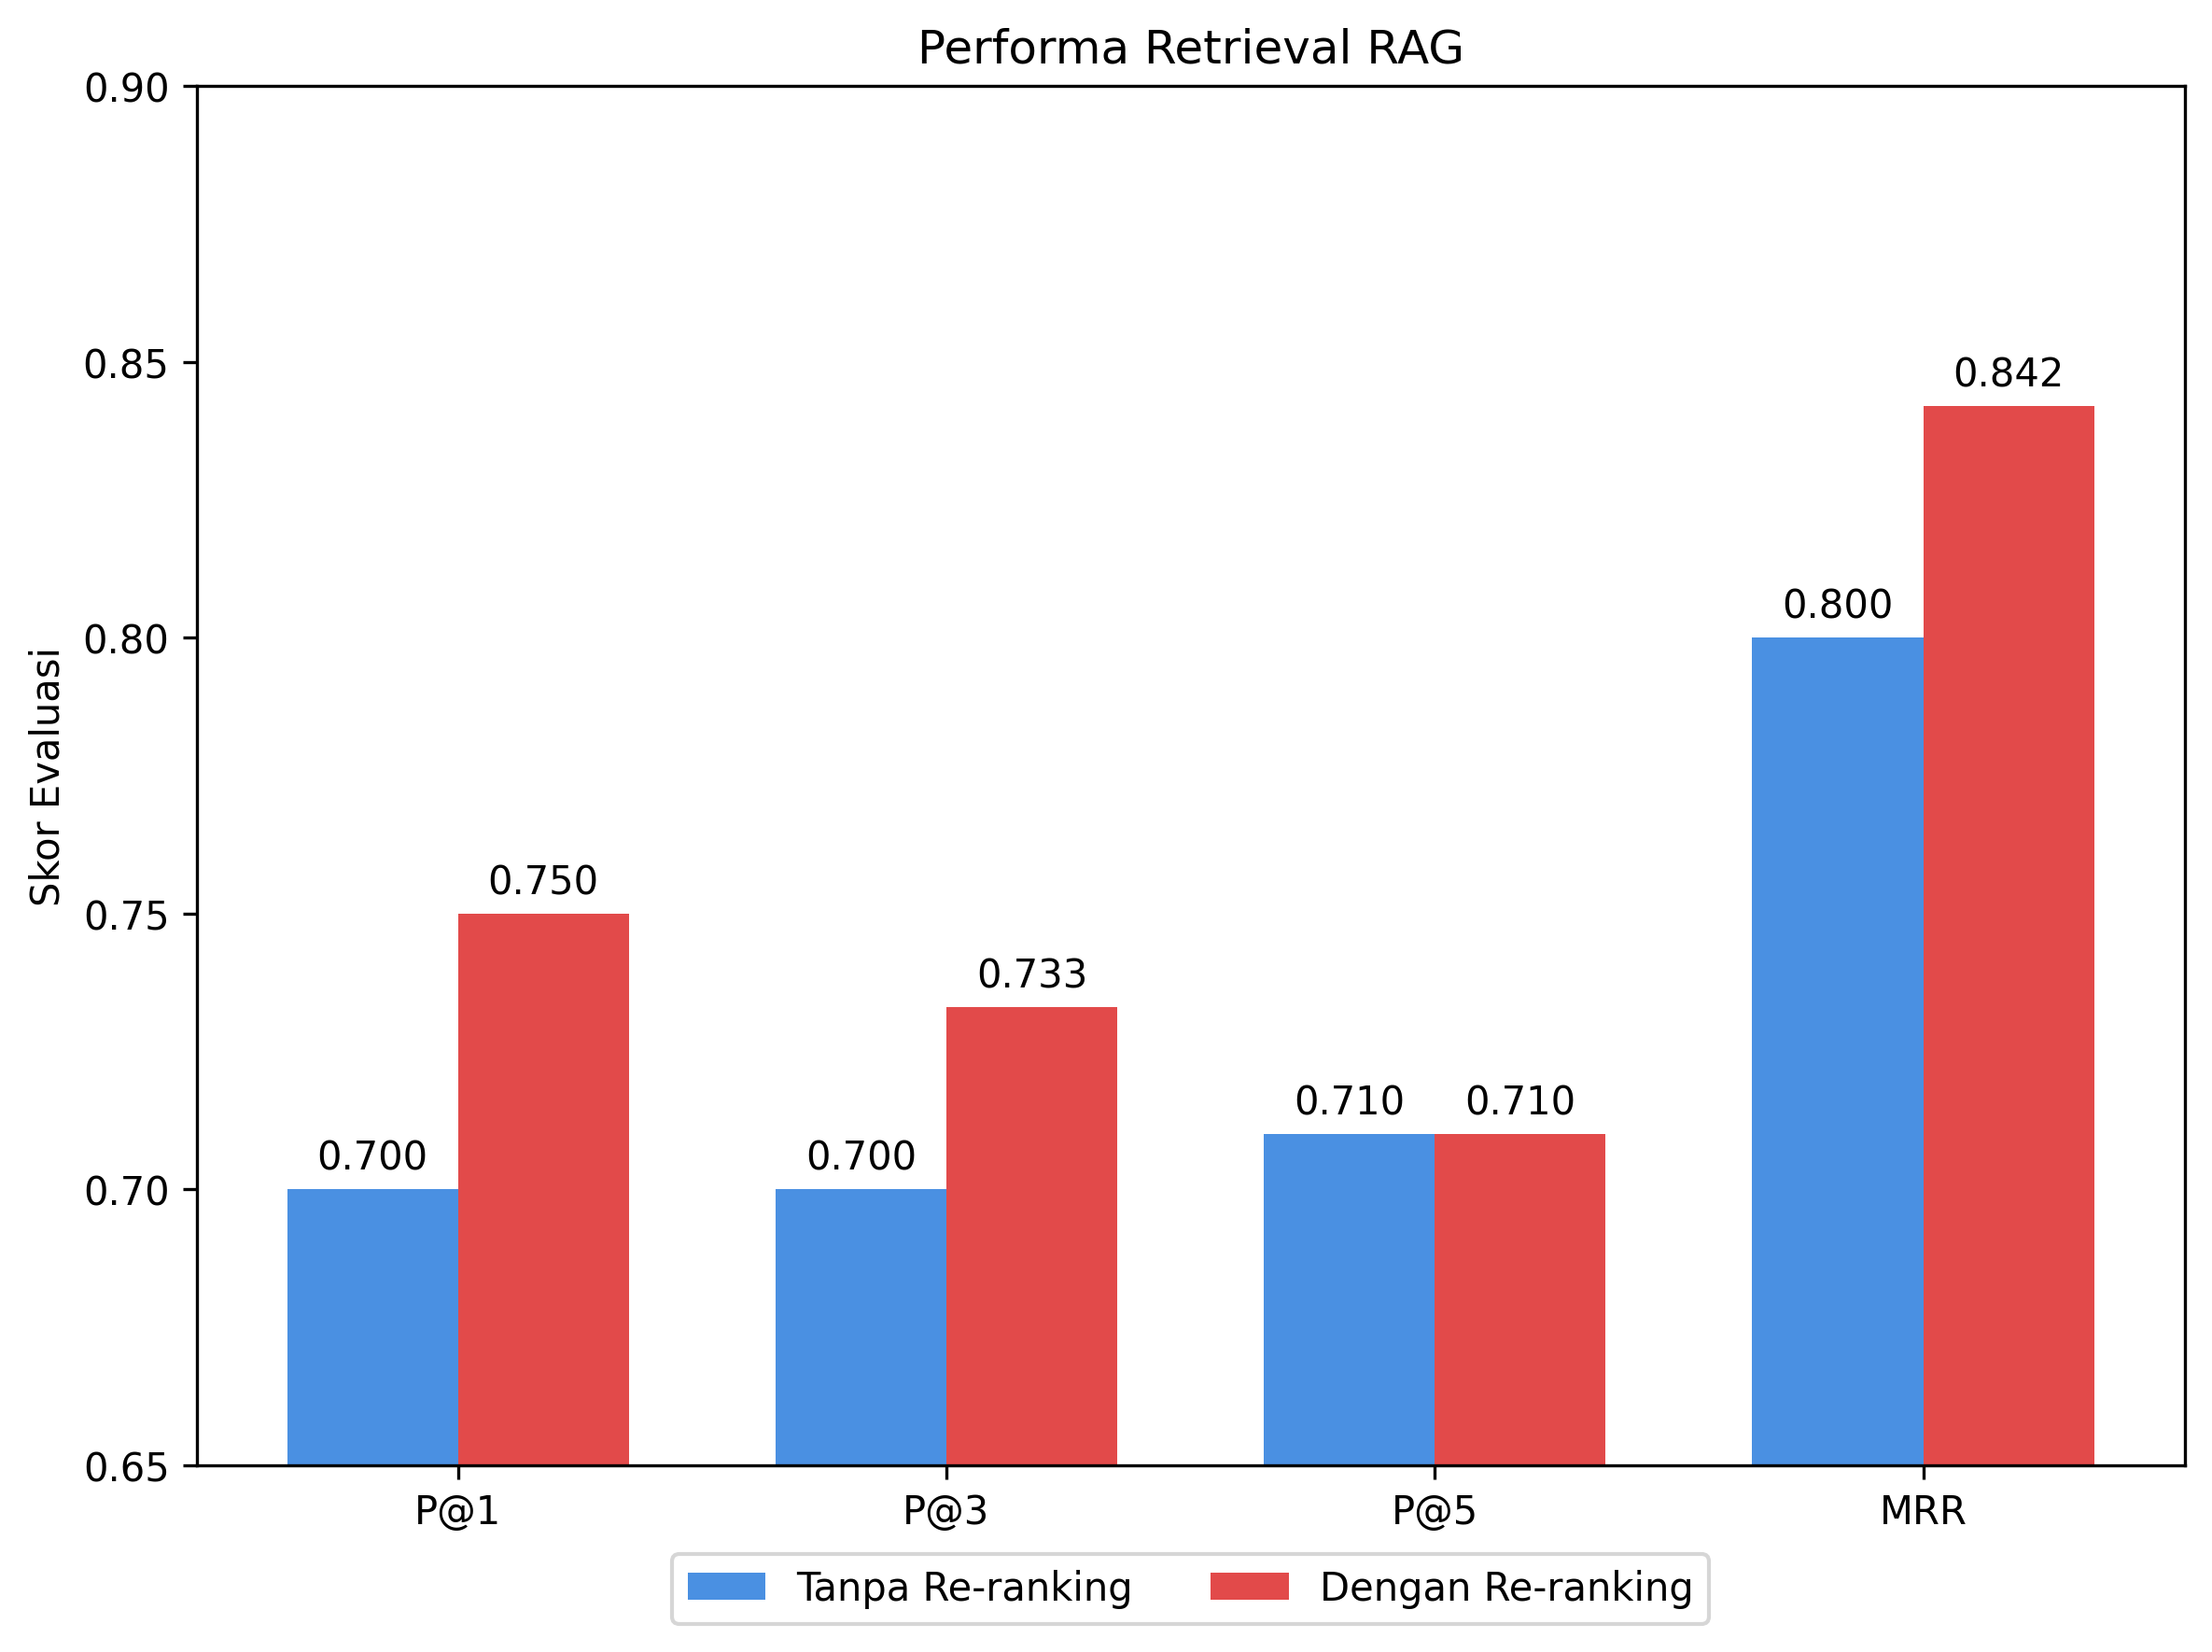 Performa Retrieval RAG
0.90
0.85
0.80
0.75
0.70
0.65
Skor Evaluasi
0.700
0.750
0.700
0.733
0.710
0.710
0.800
0.842
P@1
P@3
P@5
MRR
Tanpa Re-ranking
Dengan Re-ranking